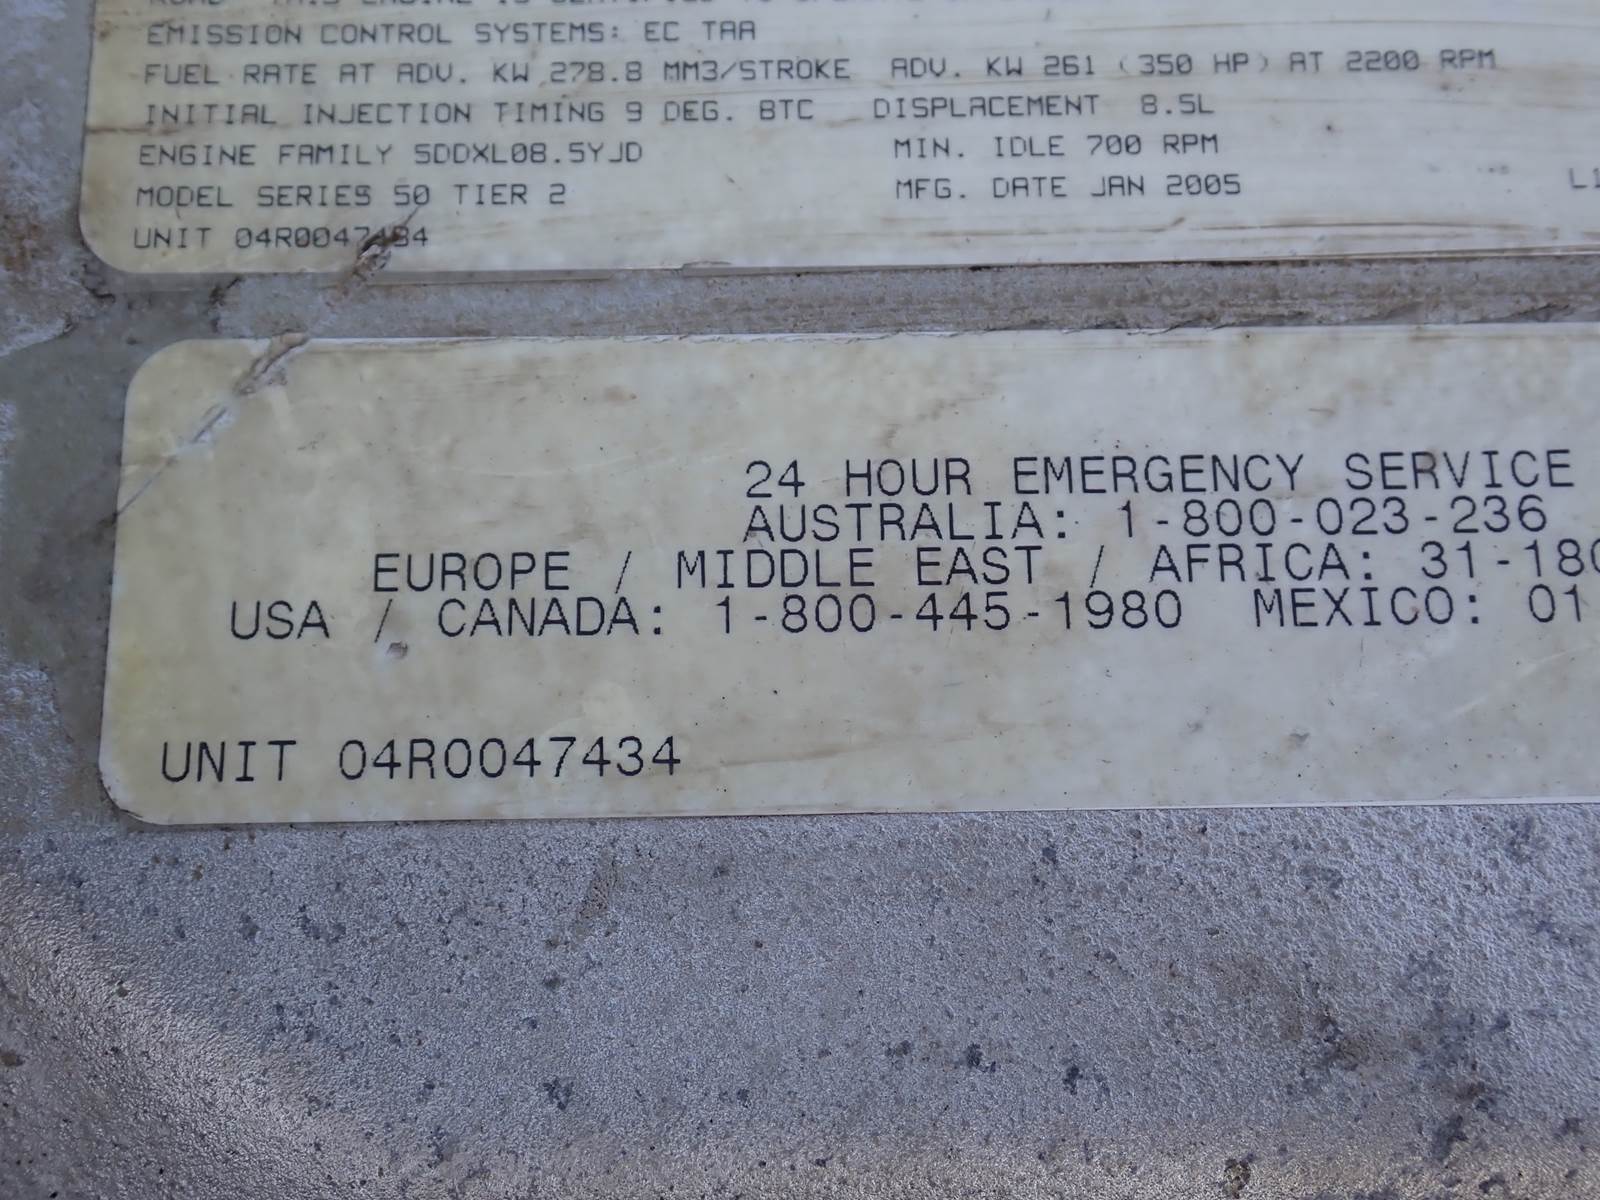 EMISSION CONTROL SYSTEMS: EC TAA
FUEL RATE AT ADV. KW 278.8 MM3/STROKE ADV. KW 261 (350 HP) AT 2200 RPM
INITIAL INJECTION TIMING 9 DEG. BTC DISPLACEMENT 8.5L
ENGINE FAMILY 5DDXL08.5YJD MIN. IDLE 700 RPM
MODEL SERIES 50 TIER 2 MFG. DATE JAN 2005
UNIT 04R0047434
24 HOUR EMERGENCY SERVICE
AUSTRALIA: 1-800-023-236
EUROPE / MIDDLE EAST / AFRICA: 31-180
USA / CANADA: 1-800-445-1980 MEXICO: 01
UNIT 04R0047434